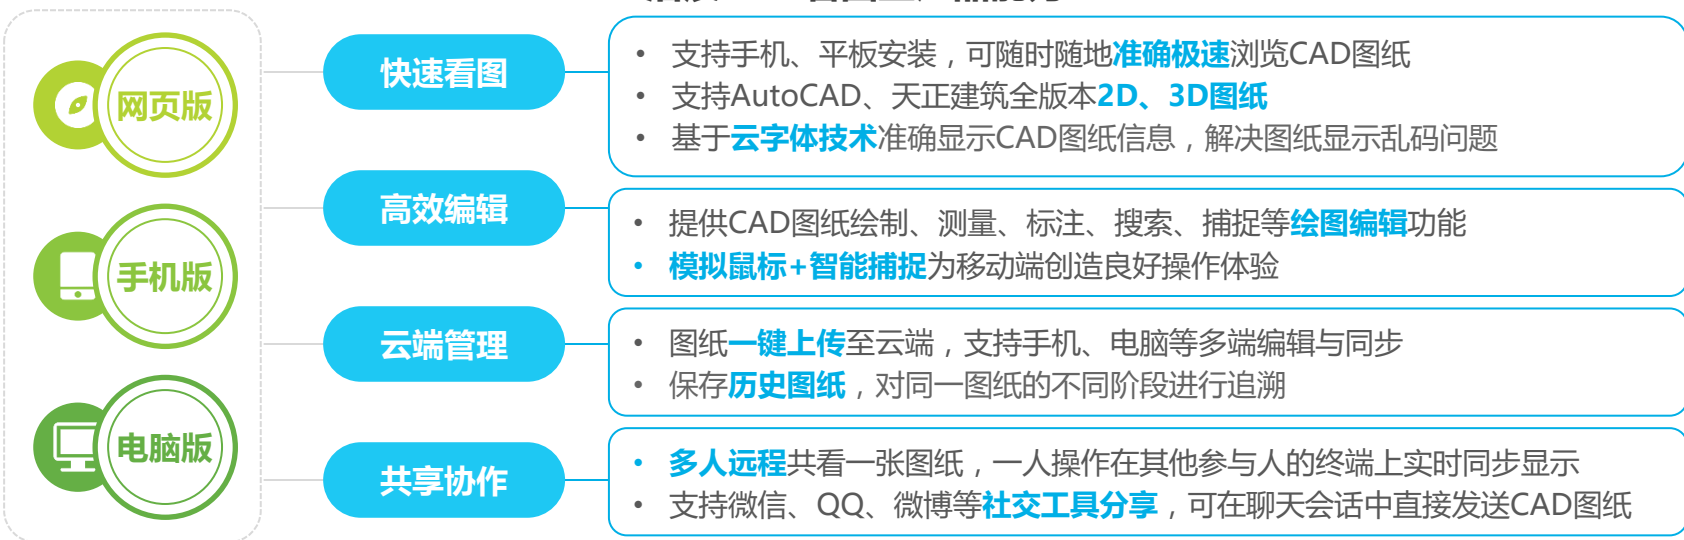 网页版
手机版
电脑版
快速看图
• 支持手机、平板安装，可随时随地准确极速浏览CAD图纸
• 支持AutoCAD、天正建筑全版本2D、3D图纸
• 基于云字体技术准确显示CAD图纸信息，解决图纸显示乱码问题
高效编辑
• 提供CAD图纸绘制、测量、标注、搜索、捕捉等绘图编辑功能
• 模拟鼠标+智能捕捉为移动端创造良好操作体验
云端管理
• 图纸一键上传至云端，支持手机、电脑等多端编辑与同步
• 保存历史图纸，对同一图纸的不同阶段进行追溯
共享协作
• 多人远程共看一张图纸，一人操作在其他参与人的终端上实时同步显示
• 支持微信、QQ、微博等社交工具分享，可在聊天会话中直接发送CAD图纸